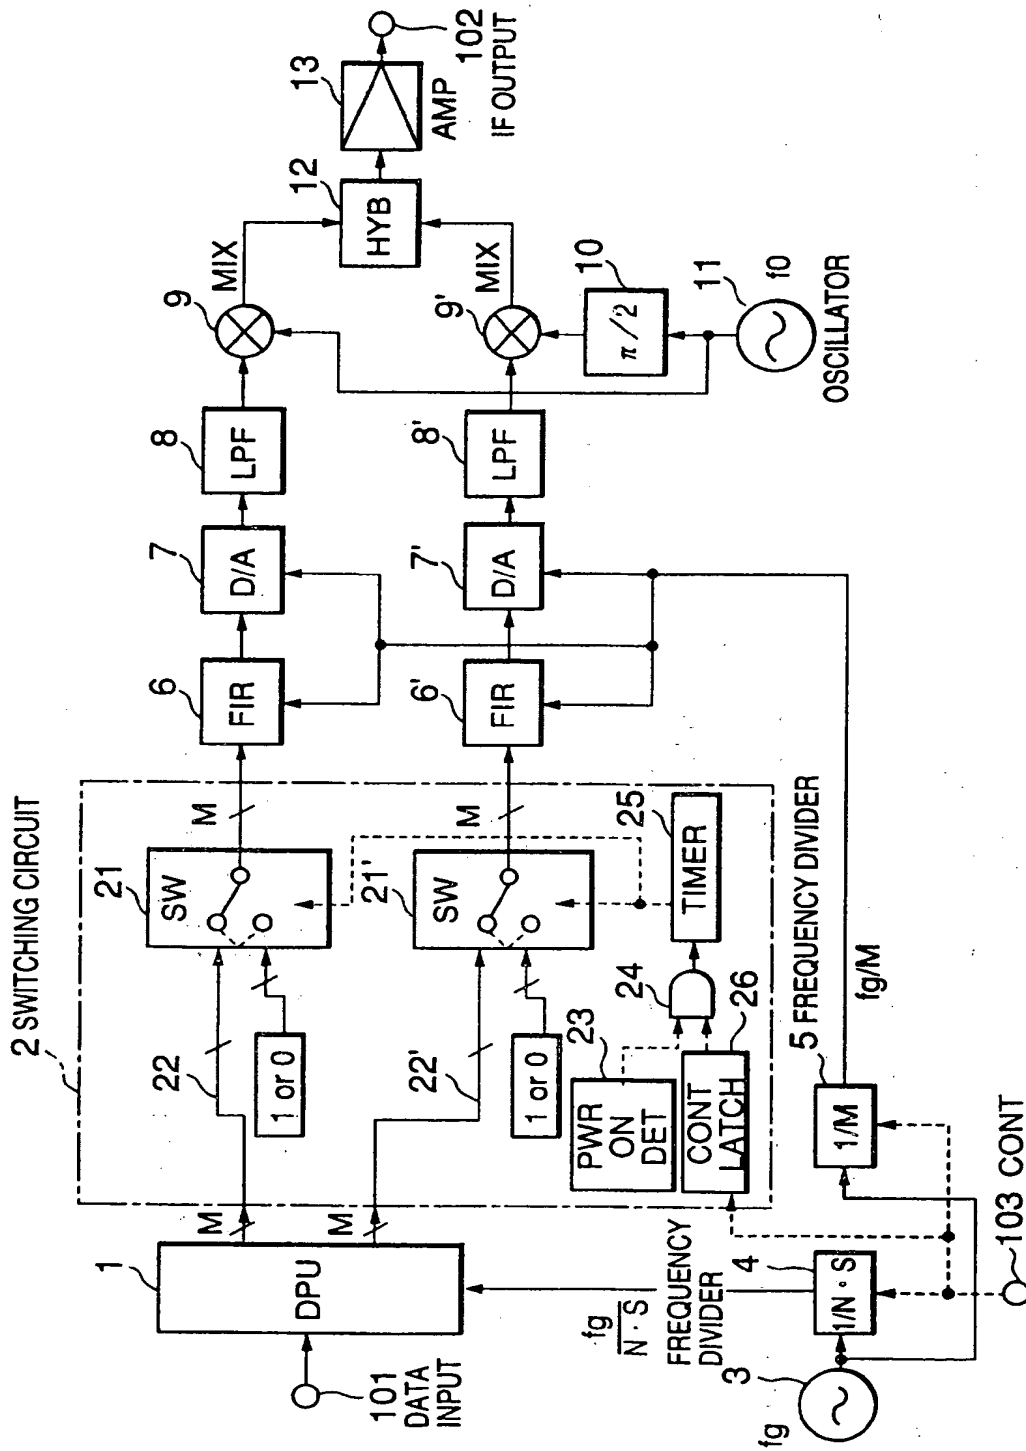 2 SWITCHING CIRCUIT
1
DPU
101
DATA
INPUT
M
M
22
22'
1 or 0
1 or 0
21
SW
21'
SW
M
M
23
PWR
ON
DET
24
25
TIMER
26
CONT
LATCH
6
FIR
6'
FIR
7
D/A
7'
D/A
8
LPF
8'
LPF
9
MIX
9'
MIX
10
π/2
11
f0
OSCILLATOR
12
HYB
13
AMP
102
IF OUTPUT
3
fg
4
1/N·S
fg
N·S
FREQUENCY
DIVIDER
5 FREQUENCY DIVIDER
1/M
fg/M
103 CONT